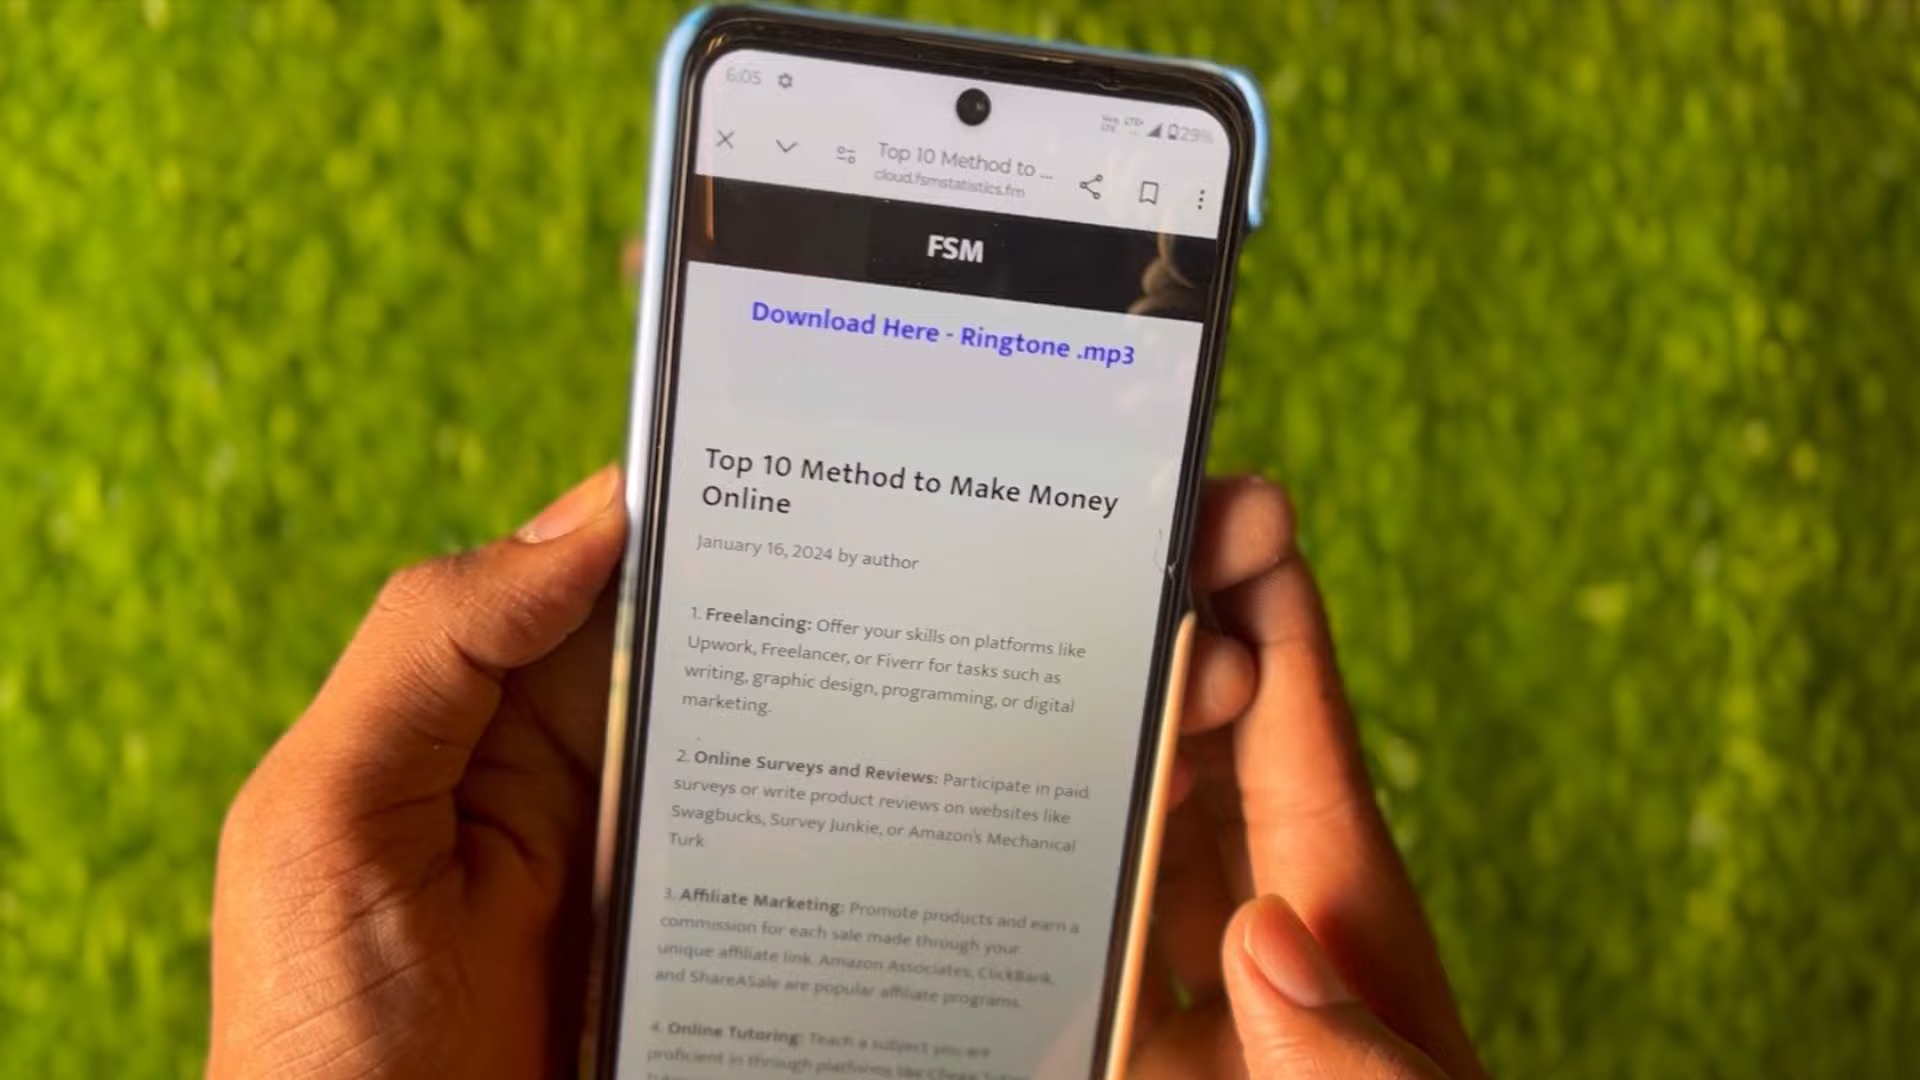 6:05
29%
Top 10 Method to ...
cloud.fsmstatistics.fm
FSM
Download Here - Ringtone .mp3
Top 10 Method to Make Money
Online
January 16, 2024 by author
1. Freelancing: Offer your skills on platforms like
Upwork, Freelancer, or Fiverr for tasks such as
writing, graphic design, programming, or digital
marketing.
2. Online Surveys and Reviews: Participate in paid
surveys or write product reviews on websites like
Swagbucks, Survey Junkie, or Amazon's Mechanical
Turk.
3. Affiliate Marketing: Promote products and earn a
commission for each sale made through your
unique affiliate link. Amazon Associates, ClickBank,
and ShareASale are popular affiliate programs.
4. Online Tutoring: Teach a subject you are
proficient in through platforms like